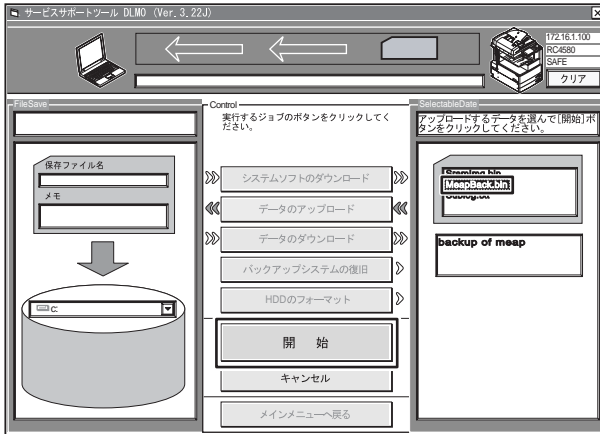 サービスサポートツール DLM0 (Ver.3.22J)
172.16.1.100
RC4580
SAFE
クリア
FileSave
保存ファイル名
メモ
C:
Control
実行するジョブのボタンをクリックしてく
ださい。
システムソフトのダウンロード
データのアップロード
データのダウンロード
バックアップシステムの復旧
HDDのフォーマット
開 始
キャンセル
メインメニューへ戻る
SelectableDate
アップロードするデータを選んで[開始]ボ
タンをクリックしてください。
SramImg.bin
MeapBack.bin
Sublog.txt
backup of meap